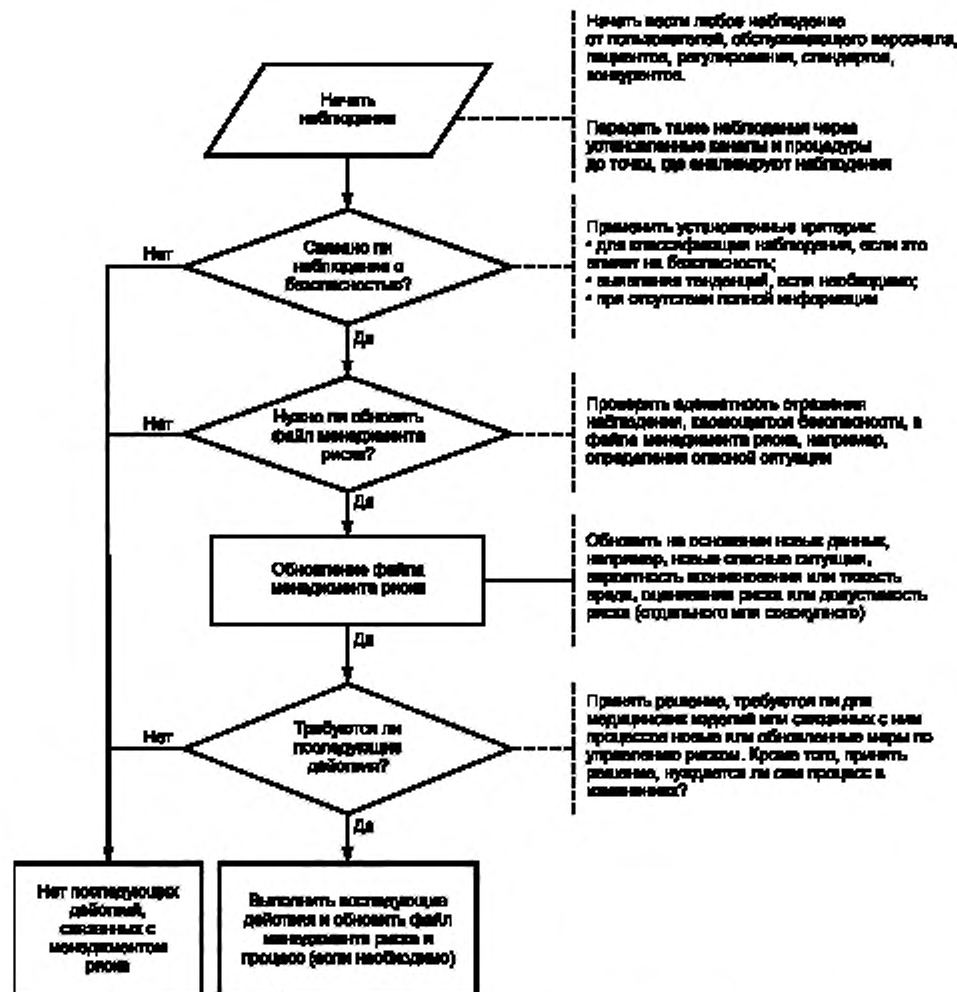 Начать вести любое наблюдение
от пользователей, обслуживающего персонала,
пациентов, регулирования, стандартов,
конкурентов.
Начать
наблюдения
Передать такие наблюдения через
установленные каналы и процедуры
до точки, где анализируют наблюдения
Применить установленные критерии:
• для классификации наблюдения, если это
влияет на безопасность;
• выявления тенденций, если необходимо;
• при отсутствии полной информации
Нет
Связано ли
наблюдение с
безопасностью?
Да
Нет
Нужно ли обновить
файл менеджмента
риска?
Проверить адекватность отражения
наблюдения, касающегося безопасности, в
файле менеджмента риска, например,
определения опасной ситуации
Да
Обновление файла
менеджмента риска
Обновить на основании новых данных,
например, новые опасные ситуации,
вероятность возникновения или тяжесть
вреда, оценивание риска или допустимость
риска (отдельного или совокупного)
Да
Нет
Требуются ли
последующие
действия?
Принять решение, требуются ли для
медицинских изделий или связанных с ним
процессов новые или обновленные меры по
управлению риском. Кроме того, принять
решение, нуждается ли сам процесс в
изменениях?
Да
Нет последующих
действий,
связанных с
менеджментом
риска
Выполнить последующие
действия и обновить файл
менеджмента риска и
процесс (если необходимо)